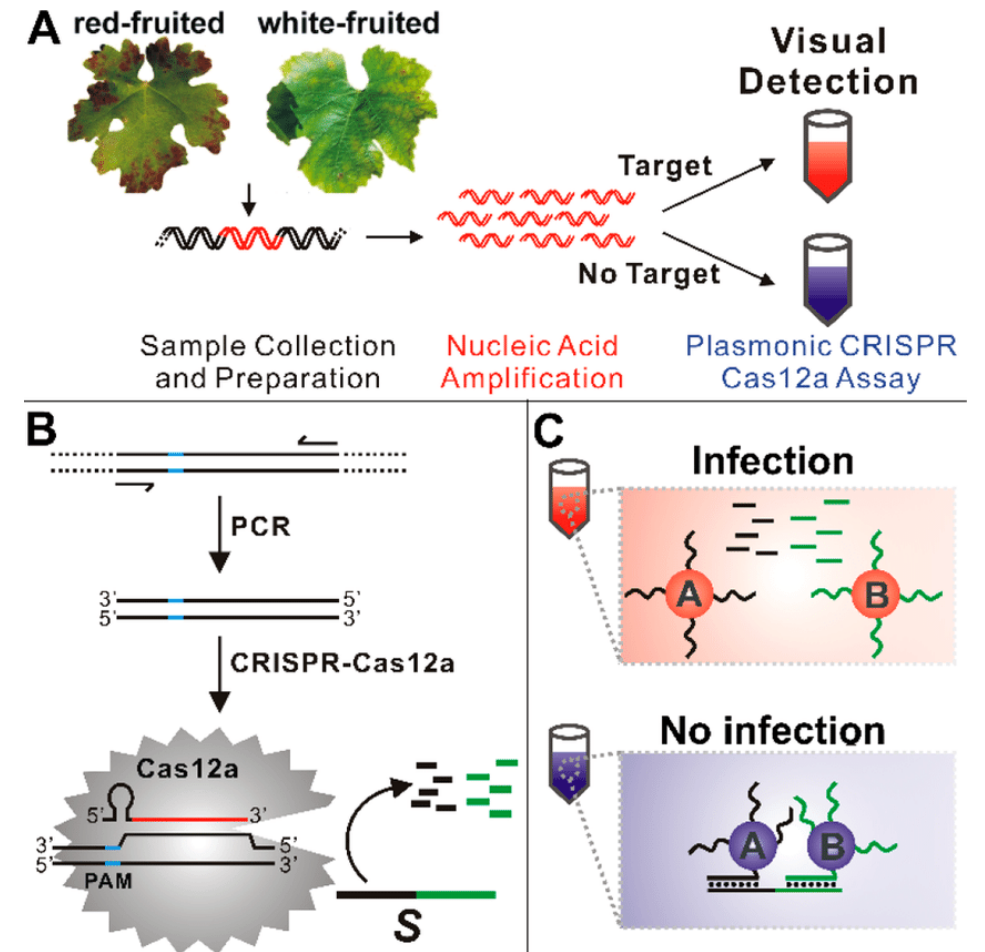 A
red-fruited
white-fruited
Visual
Detection
Target
No Target
Sample Collection
and Preparation
Nucleic Acid
Amplification
Plasmonic CRISPR
Cas12a Assay
B
PCR
3’
5’
5’
3’
CRISPR-Cas12a
Cas12a
5’
3’
3’
5’
5’
3’
PAM
S
C
Infection
A
B
No infection
A
B